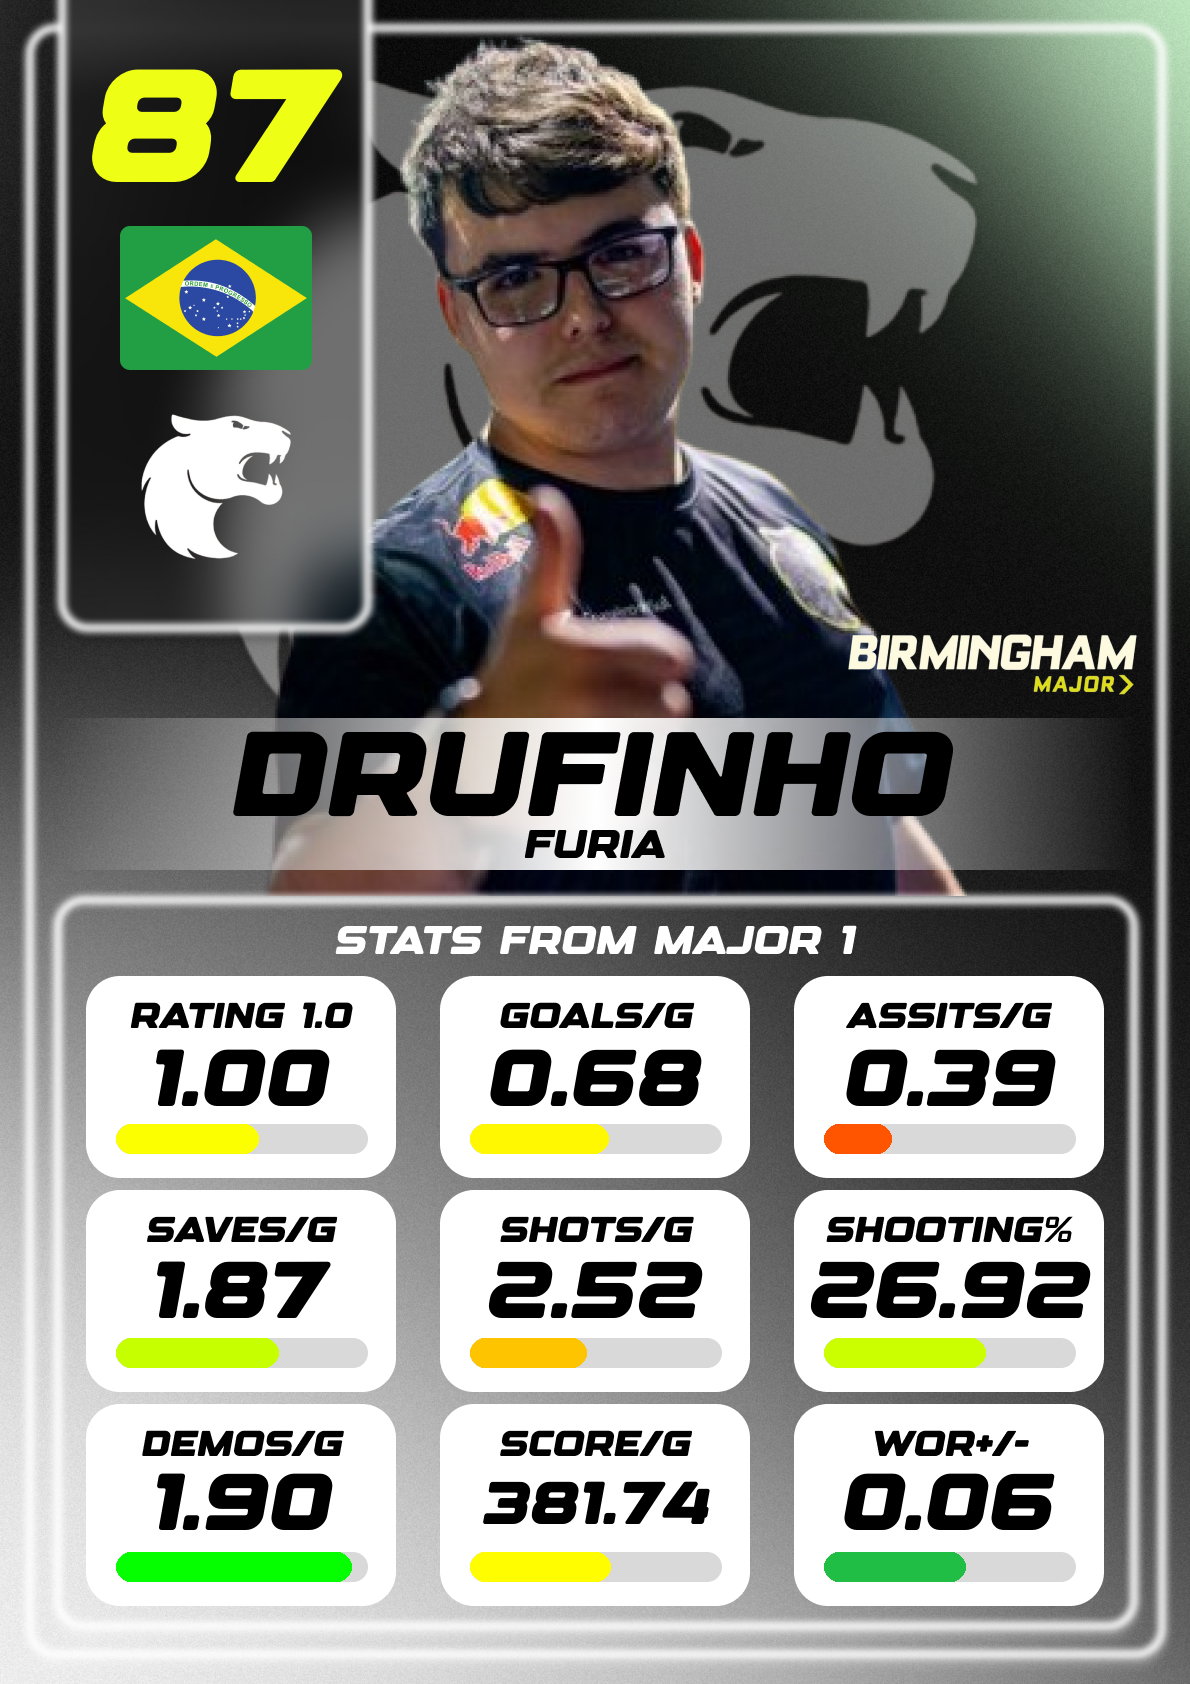 87
ORDEM E PROGRESSO
BIRMINGHAM
MAJOR>
DRUFINHO
FURIA
STATS FROM MAJOR 1
RATING 1.0
1.00
GOALS/G
0.68
ASSITS/G
0.39
SAVES/G
1.87
SHOTS/G
2.52
SHOOTING%
26.92
DEMOS/G
1.90
SCORE/G
381.74
WOR+/-
0.06